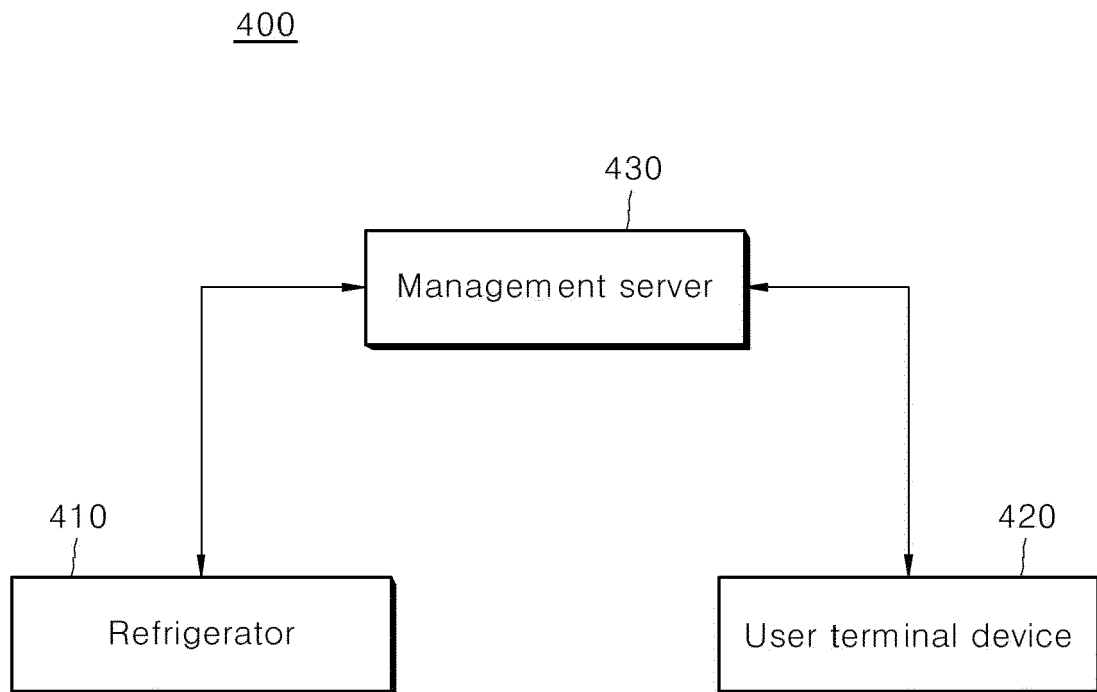 400
430
Management server
410
420
Refrigerator
User terminal device